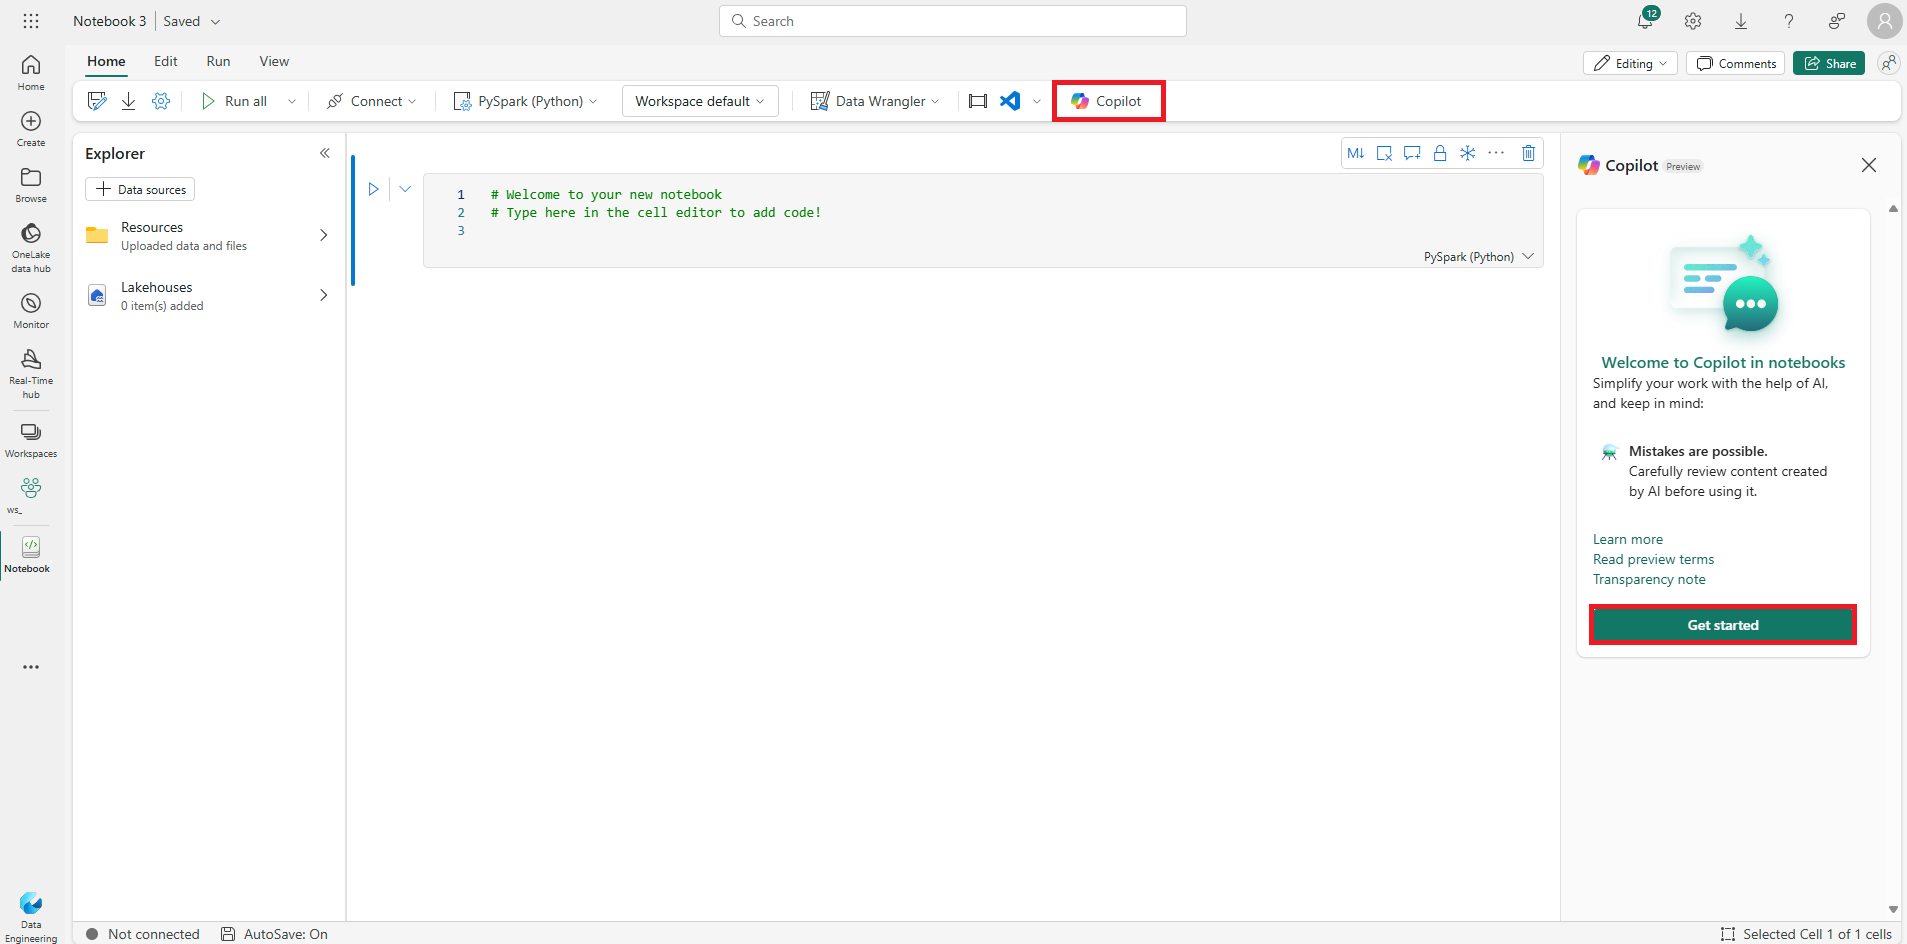 Notebook 3 Saved
Search
12
Home Edit Run View
Editing Comments Share
Run all Connect PySpark (Python) Workspace default Data Wrangler Copilot
Home
Create
Browse
OneLake
data hub
Monitor
Real-Time
hub
Workspaces
ws_
Notebook
Data
Engineering
Explorer
Data sources
Resources
Uploaded data and files
Lakehouses
0 item(s) added
M↓
1 # Welcome to your new notebook
2 # Type here in the cell editor to add code!
3
PySpark (Python)
Copilot Preview
Welcome to Copilot in notebooks
Simplify your work with the help of AI,
and keep in mind:
Mistakes are possible.
Carefully review content created
by AI before using it.
Learn more
Read preview terms
Transparency note
Get started
Not connected AutoSave: On
Selected Cell 1 of 1 cells